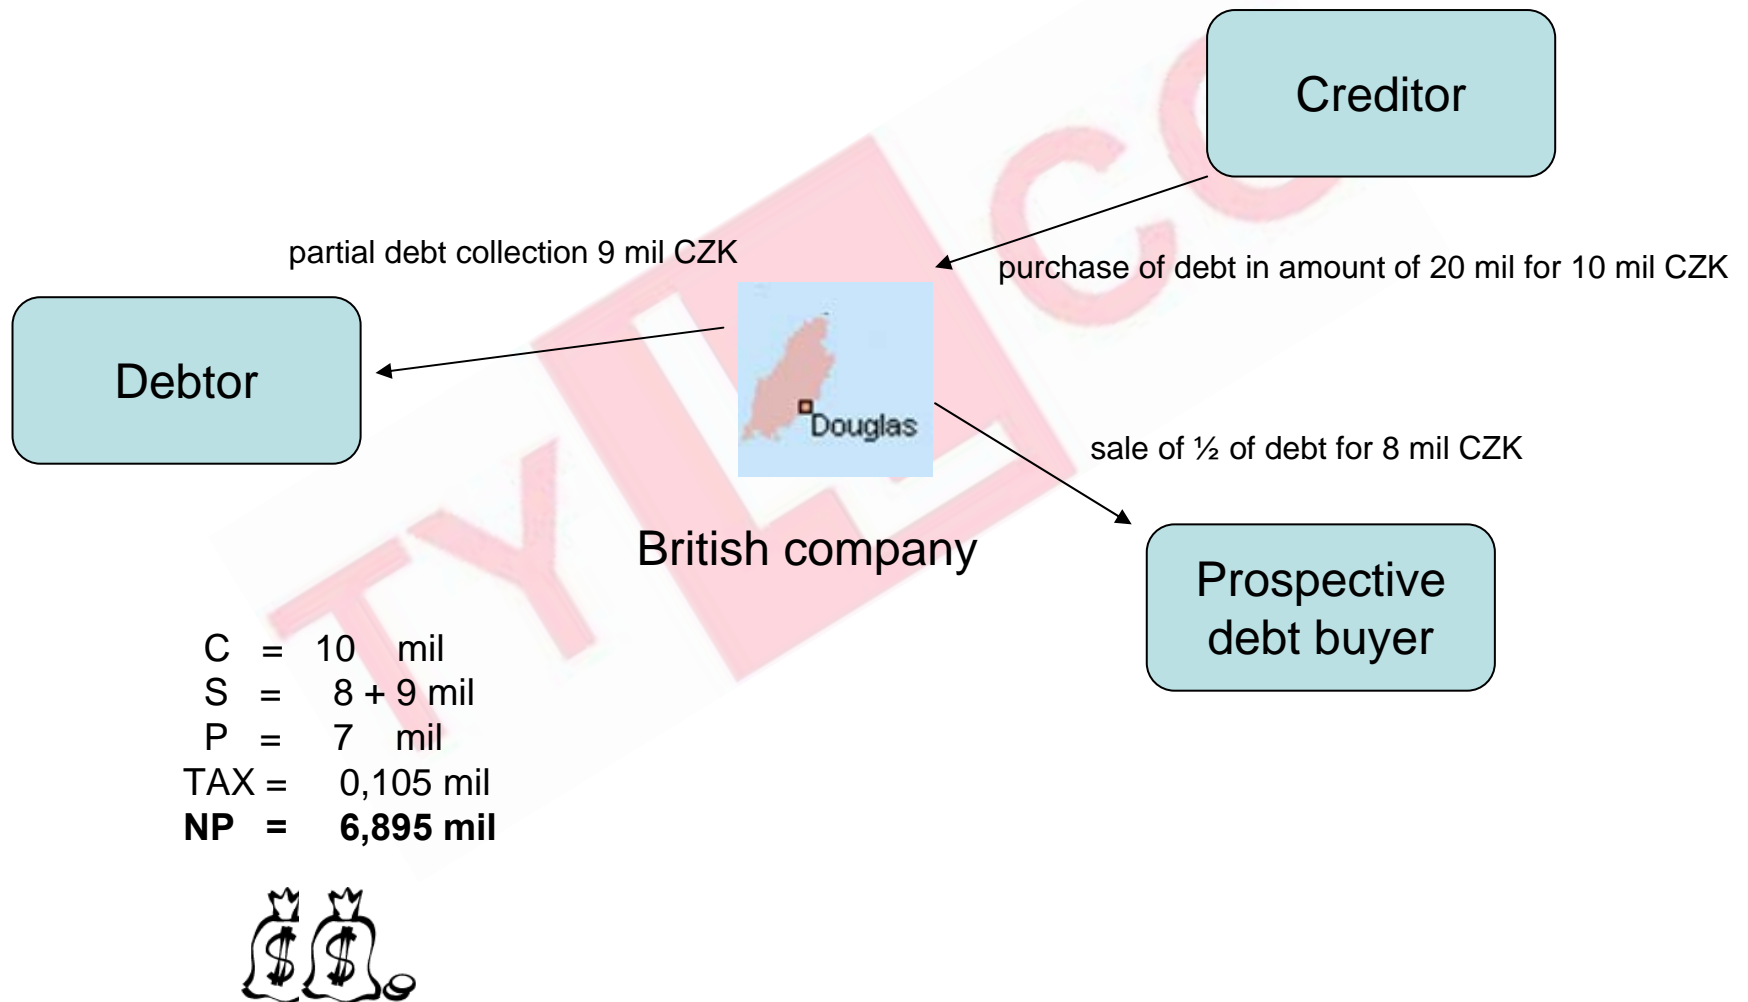 Creditor
partial debt collection 9 mil CZK
purchase of debt in amount of 20 mil for 10 mil CZK
Debtor
Douglas
sale of ½ of debt for 8 mil CZK
British company
Prospective
debt buyer
C = 10 mil
S = 8 + 9 mil
P = 7 mil
TAX = 0,105 mil
NP = 6,895 mil
$ $
TYL CO